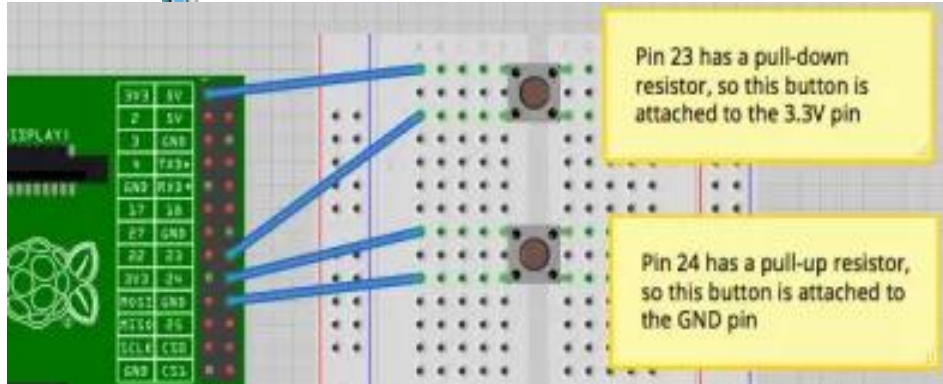 Pin 23 has a pull-down
resistor, so this button is
attached to the 3.3V pin
DISPLAY!
3V3 5V
2 5V
3 GND
4 TXD
GND RXD
17 18
27 GND
22 23
3V3 24
MOSI GND
MISO 25
SCLK CS0
GND CS1
Pin 24 has a pull-up resistor,
so this button is attached to
the GND pin